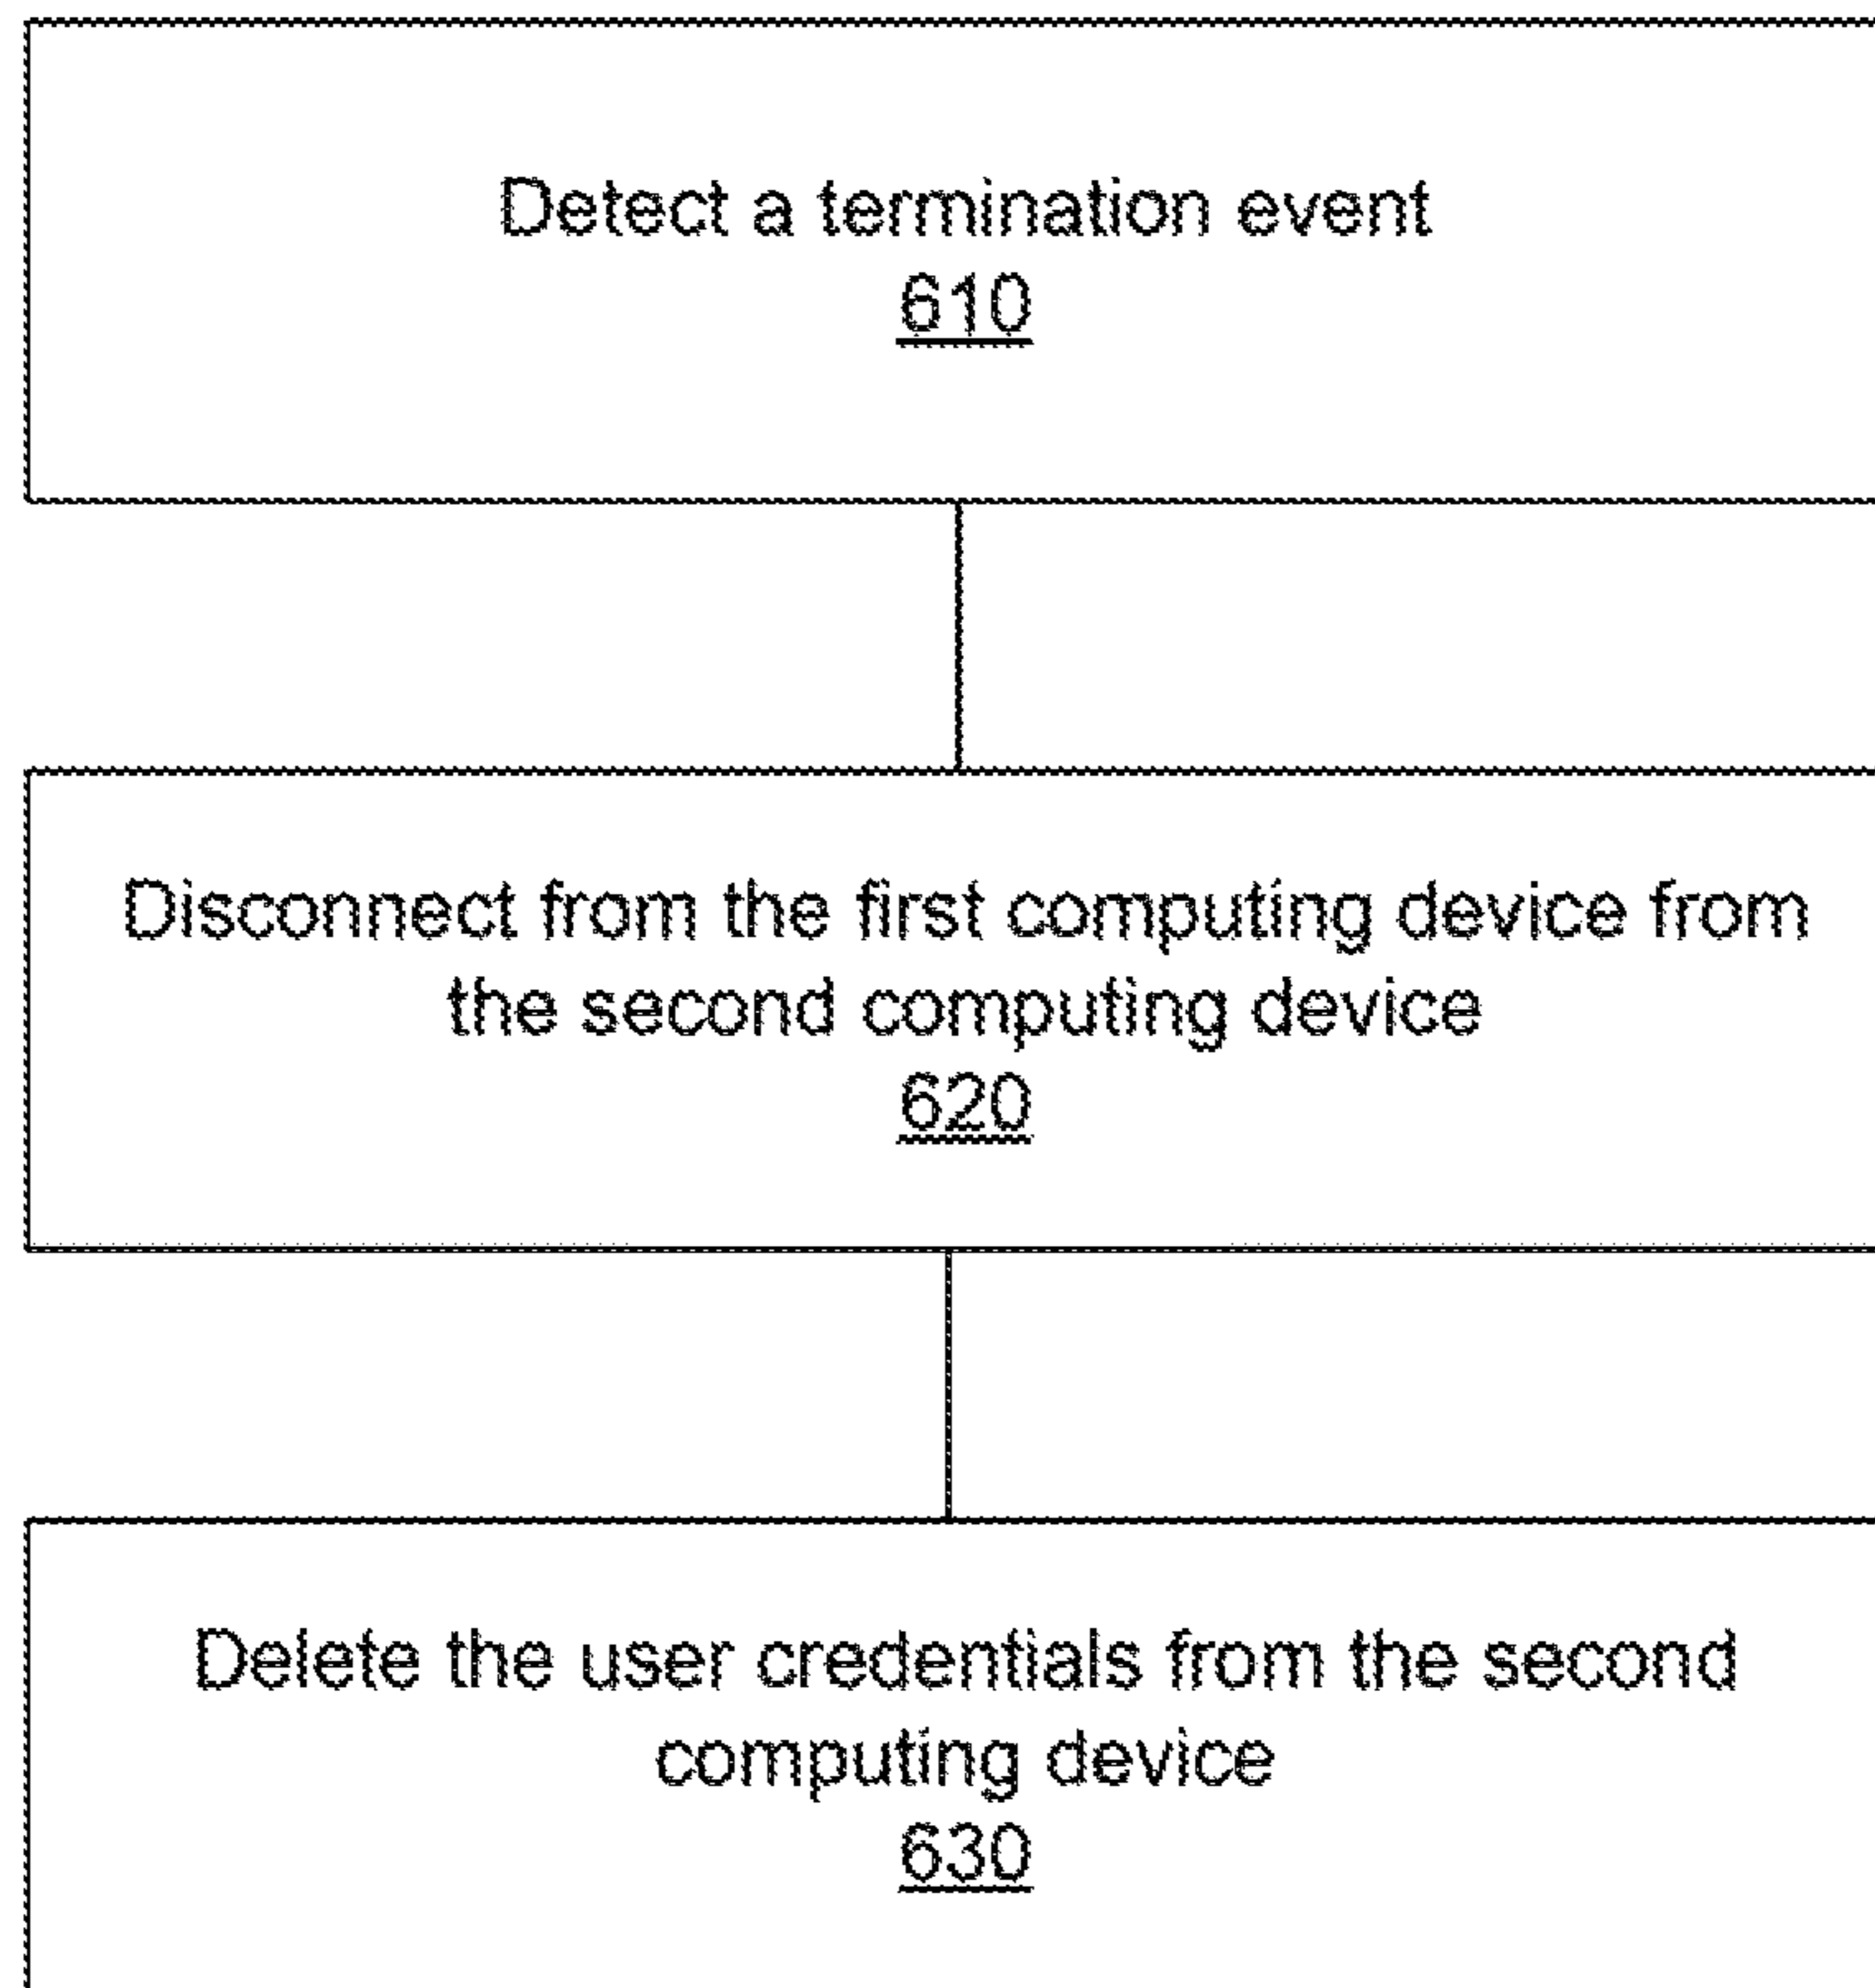 Detect a termination event
610
Disconnect from the first computing device from
the second computing device
620
Delete the user credentials from the second
computing device
630